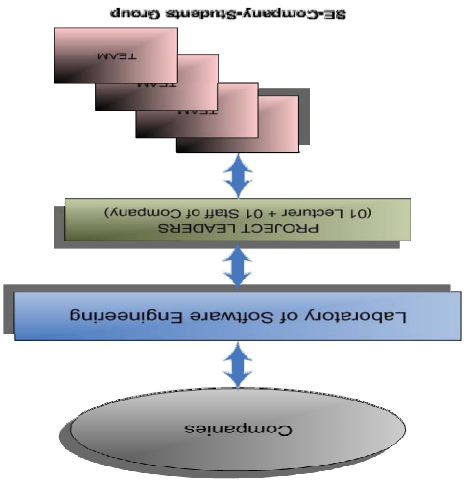 Companies
Laboratory of Software Engineering
PROJECT LEADERS
(01 Lecturer + 01 Staff of Company)
TEAM
TEAM
TEAM
SE-Company-Students Group